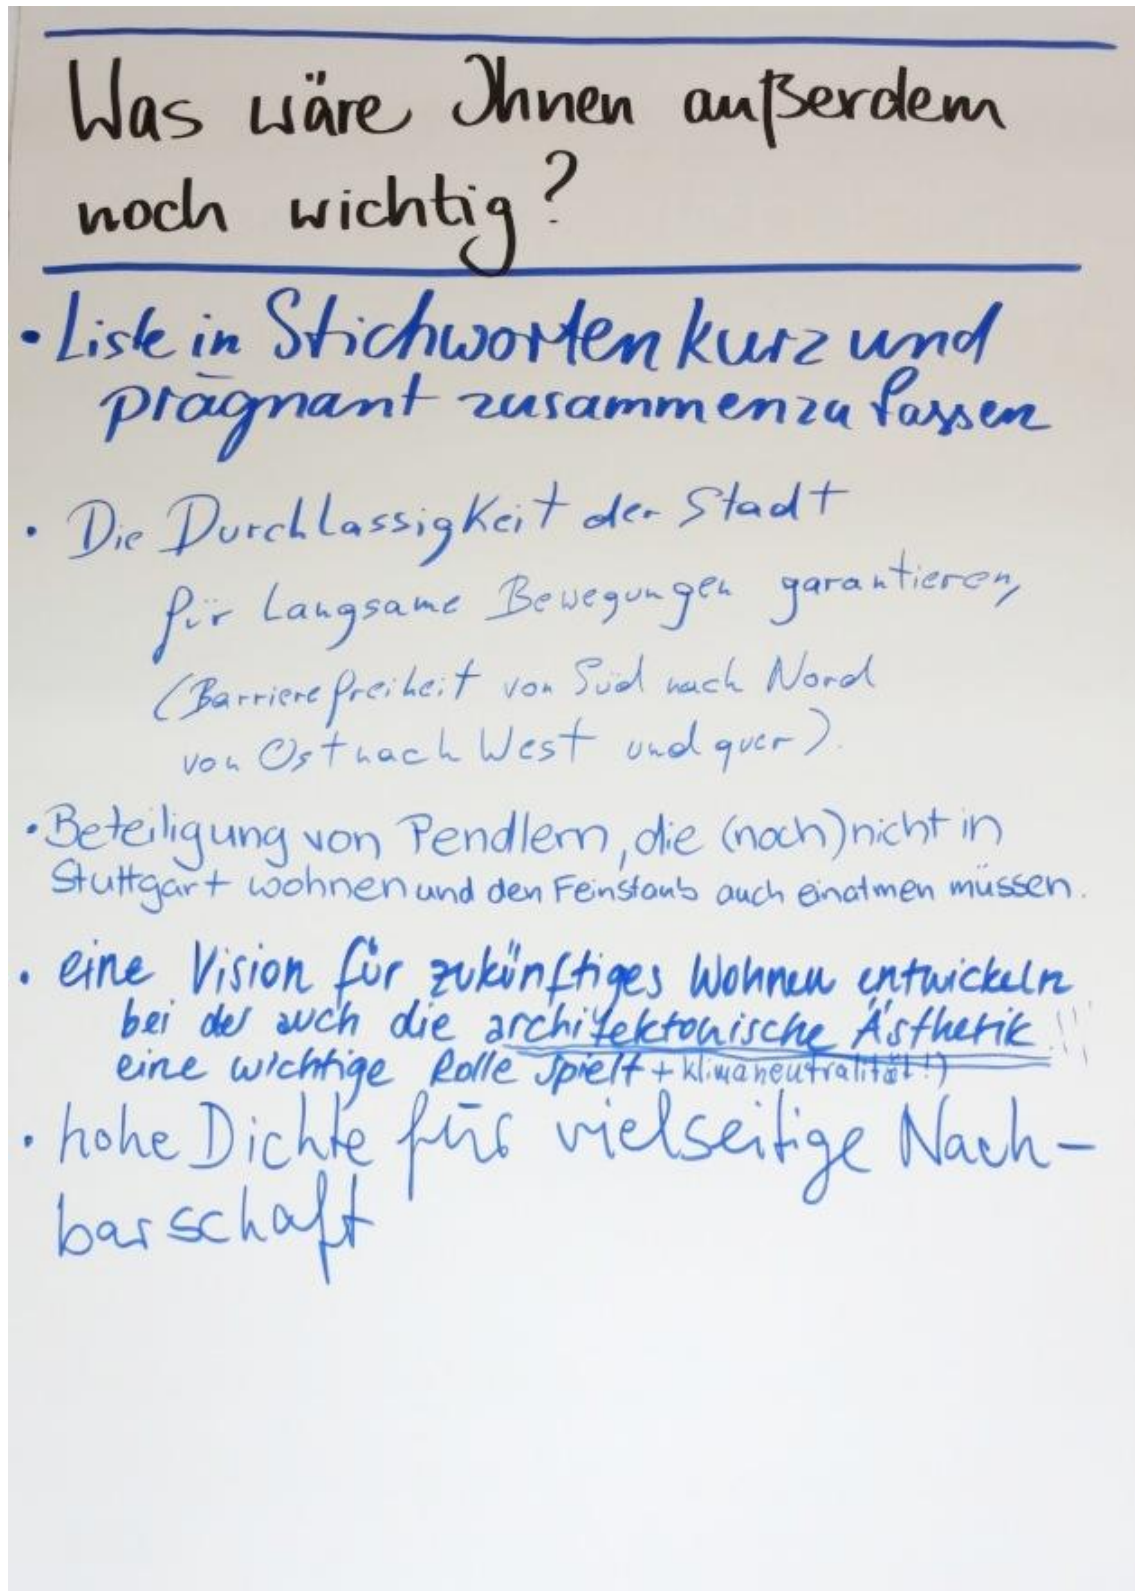 Was wäre Ihnen außerdem
noch wichtig?
• Liste in Stichworten kurz und
prägnant zusammenzufassen
• Die Durchlassigkeit der Stadt
für Langsame Bewegungen garantieren,
(Barrierefreiheit von Süd nach Nord
von Ost nach West und quer).
• Beteiligung von Pendlern, die (noch) nicht in
Stuttgart wohnen und den Feinstaub auch einatmen müssen.
• eine Vision für zukünftiges Wohnen entwickeln
bei der auch die architektonische Ästhetik !!!
eine wichtige Rolle spielt + klimaneutralität!)
• hohe Dichte für vielseitige Nach-
barschaft